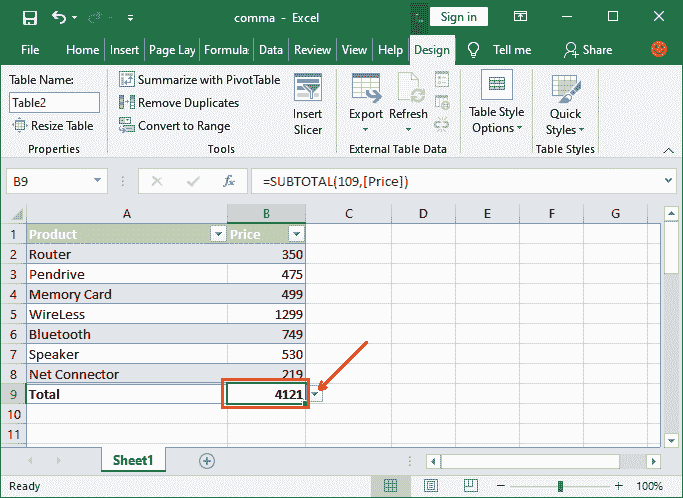 comma - Excel
Sign in
File Home Insert Page Lay Formula: Data Review View Help Design Tell me Share
Table Name:
Table2
Resize Table
Properties
Summarize with PivotTable
Remove Duplicates
Convert to Range
Tools
Insert
Slicer
Export
Refresh
External Table Data
Table Style
Options
Quick
Styles
Table Styles
B9
fx
=SUBTOTAL(109,[Price])
A B C D E F G
1 Product Price
2 Router 350
3 Pendrive 475
4 Memory Card 499
5 WireLess 1299
6 Bluetooth 749
7 Speaker 530
8 Net Connector 219
9 Total 4121
10
11
Sheet1
Ready
100%